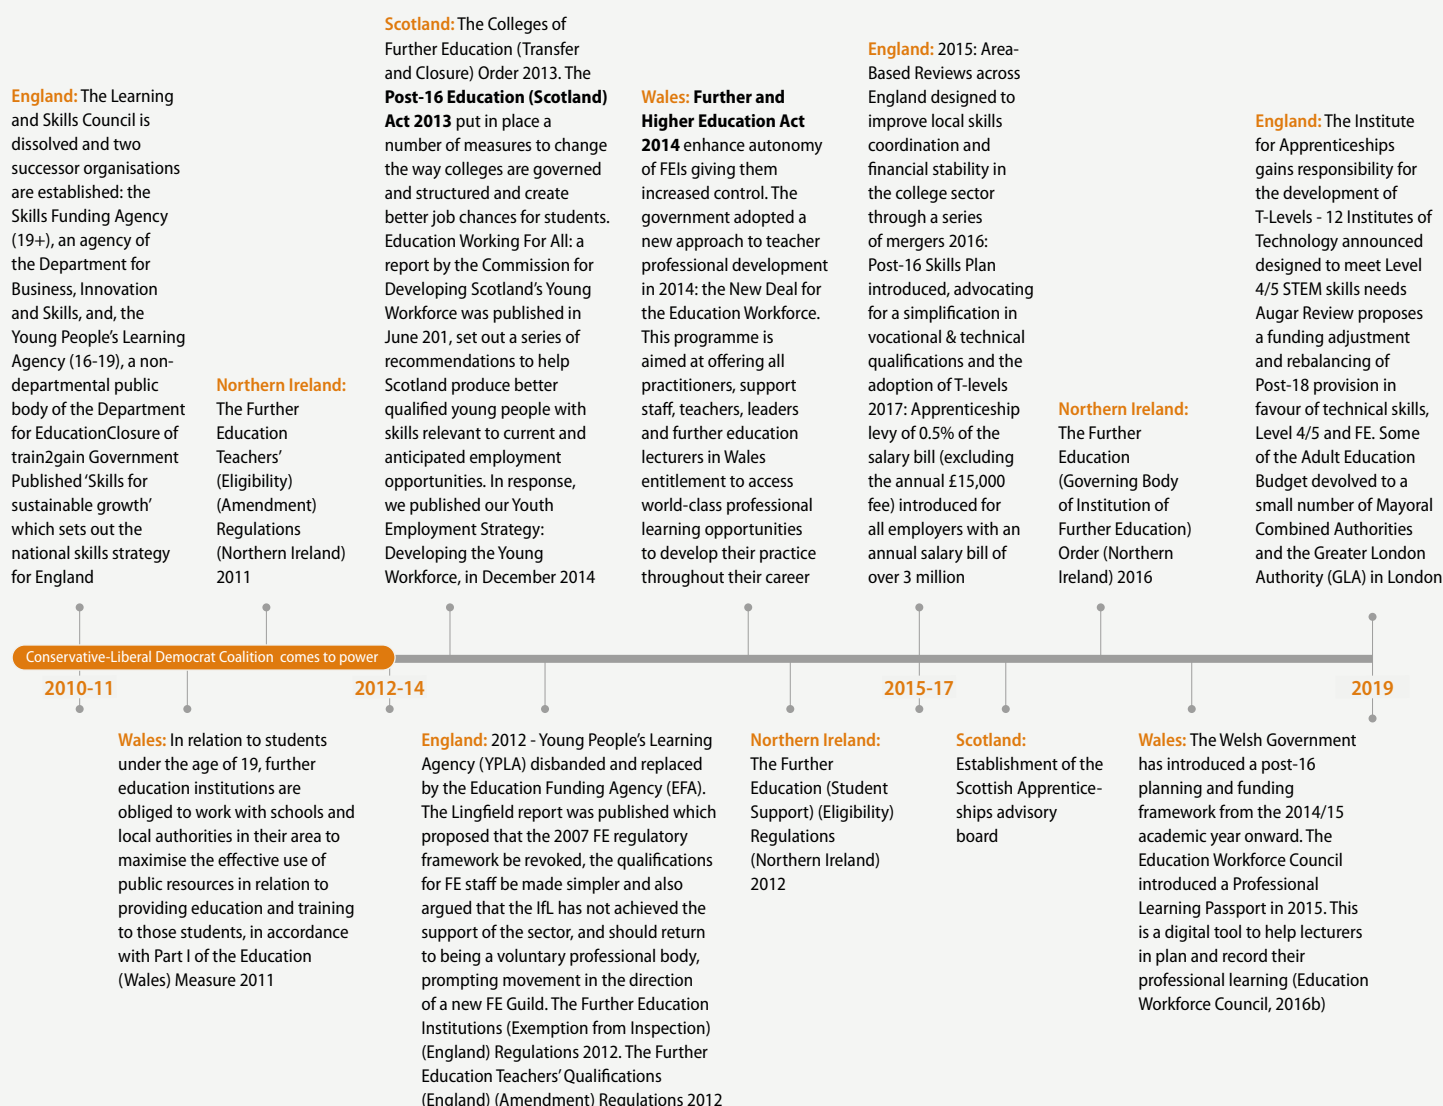 England: The Learning
and Skills Council is
dissolved and two
successor organisations
are established: the
Skills Funding Agency
(19+), an agency of
the Department for
Business, Innovation
and Skills, and, the
Young People’s Learning
Agency (16-19), a non-
departmental public
body of the Department
for EducationClosure of
train2gain Government
Published ‘Skills for
sustainable growth’
which sets out the
national skills strategy
for England
Northern Ireland:
The Further
Education
Teachers’
(Eligibility)
(Amendment)
Regulations
(Northern Ireland)
2011
Scotland: The Colleges of
Further Education (Transfer
and Closure) Order 2013. The
Post-16 Education (Scotland)
Act 2013 put in place a
number of measures to change
the way colleges are governed
and structured and create
better job chances for students.
Education Working For All: a
report by the Commission for
Developing Scotland’s Young
Workforce was published in
June 201, set out a series of
recommendations to help
Scotland produce better
qualified young people with
skills relevant to current and
anticipated employment
opportunities. In response,
we published our Youth
Employment Strategy:
Developing the Young
Workforce, in December 2014
Wales: Further and
Higher Education Act
2014 enhance autonomy
of FEIs giving them
increased control. The
government adopted a
new approach to teacher
professional development
in 2014: the New Deal for
the Education Workforce.
This programme is
aimed at offering all
practitioners, support
staff, teachers, leaders
and further education
lecturers in Wales
entitlement to access
world-class professional
learning opportunities
to develop their practice
throughout their career
England: 2015: Area-
Based Reviews across
England designed to
improve local skills
coordination and
financial stability in
the college sector
through a series
of mergers 2016:
Post-16 Skills Plan
introduced, advocating
for a simplification in
vocational & technical
qualifications and the
adoption of T-levels
2017: Apprenticeship
levy of 0.5% of the
salary bill (excluding
the annual £15,000
fee) introduced for
all employers with an
annual salary bill of
over 3 million
Northern Ireland:
The Further
Education
(Governing Body
of Institution of
Further Education)
Order (Northern
Ireland) 2016
England: The Institute
for Apprenticeships
gains responsibility for
the development of
T-Levels - 12 Institutes of
Technology announced
designed to meet Level
4/5 STEM skills needs
Augar Review proposes
a funding adjustment
and rebalancing of
Post-18 provision in
favour of technical skills,
Level 4/5 and FE. Some
of the Adult Education
Budget devolved to a
small number of Mayoral
Combined Authorities
and the Greater London
Authority (GLA) in London
Conservative-Liberal Democrat Coalition comes to power
2010-11
2012-14
2015-17
2019
Wales: In relation to students
under the age of 19, further
education institutions are
obliged to work with schools and
local authorities in their area to
maximise the effective use of
public resources in relation to
providing education and training
to those students, in accordance
with Part I of the Education
(Wales) Measure 2011
England: 2012 - Young People’s Learning
Agency (YPLA) disbanded and replaced
by the Education Funding Agency (EFA).
The Lingfield report was published which
proposed that the 2007 FE regulatory
framework be revoked, the qualifications
for FE staff be made simpler and also
argued that the IfL has not achieved the
support of the sector, and should return
to being a voluntary professional body,
prompting movement in the direction
of a new FE Guild. The Further Education
Institutions (Exemption from Inspection)
(England) Regulations 2012. The Further
Education Teachers’ Qualifications
(England) (Amendment) Regulations 2012
Northern Ireland:
The Further
Education (Student
Support) (Eligibility)
Regulations
(Northern Ireland)
2012
Scotland:
Establishment of the
Scottish Apprentice-
ships advisory
board
Wales: The Welsh Government
has introduced a post-16
planning and funding
framework from the 2014/15
academic year onward. The
Education Workforce Council
introduced a Professional
Learning Passport in 2015. This
is a digital tool to help lecturers
in plan and record their
professional learning (Education
Workforce Council, 2016b)